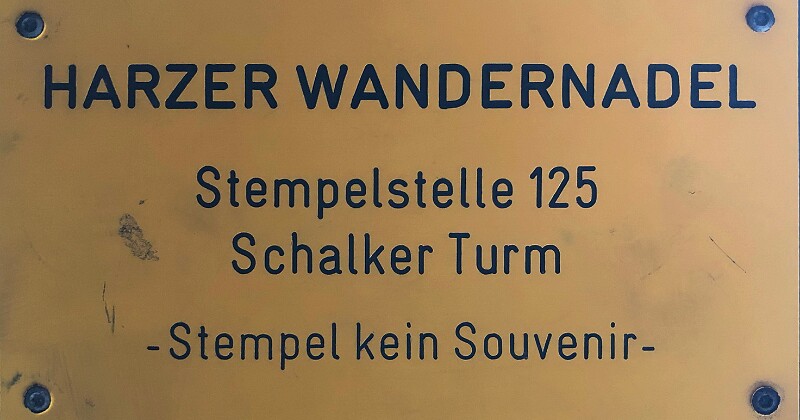 HARZER WANDERNADEL
Stempelstelle 125
Schalker Turm
-Stempel kein Souvenir-